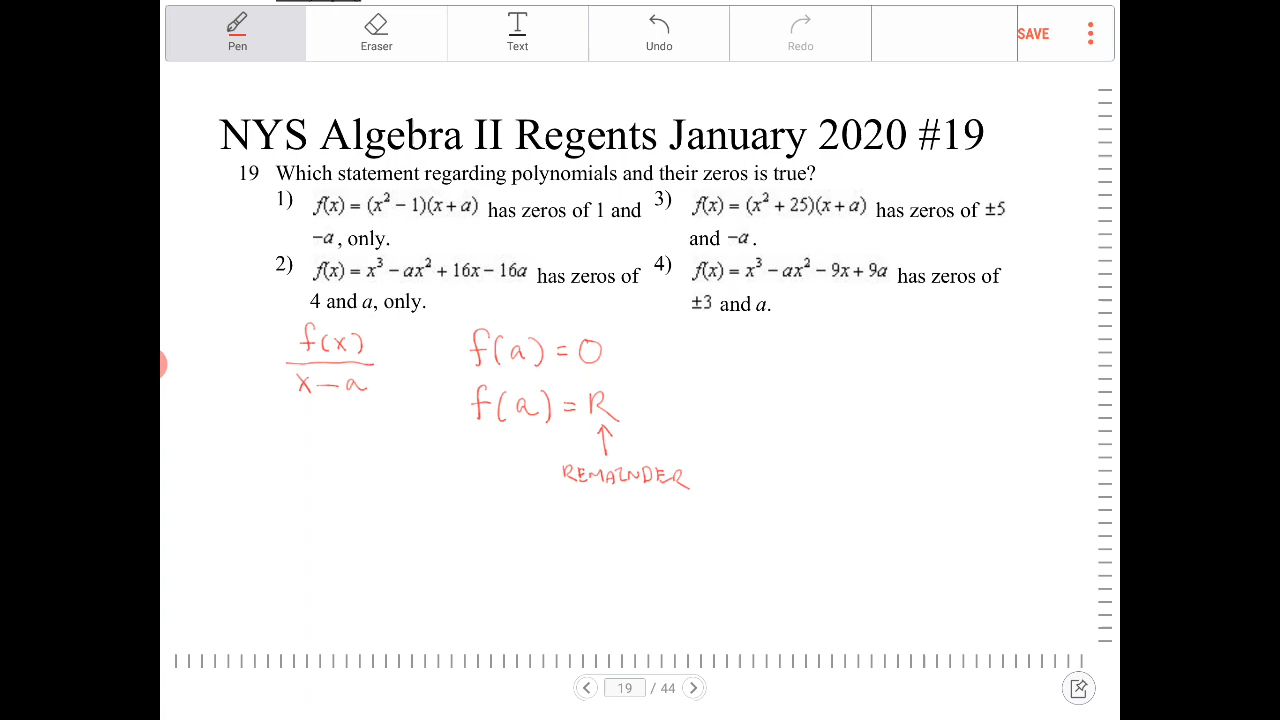 Pen Eraser Text Undo Redo SAVE
NYS Algebra II Regents January 2020 #19
19 Which statement regarding polynomials and their zeros is true?
1) f(x) = (x² − 1)(x + a) has zeros of 1 and
−a, only.
2) f(x) = x³ − ax² + 16x − 16a has zeros of
4 and a, only.
3) f(x) = (x² + 25)(x + a) has zeros of ±5
and −a.
4) f(x) = x³ − ax² − 9x + 9a has zeros of
±3 and a.
f(x)
x − a
f(a) = 0
f(a) = R
↑
REMAINDER
19 / 44